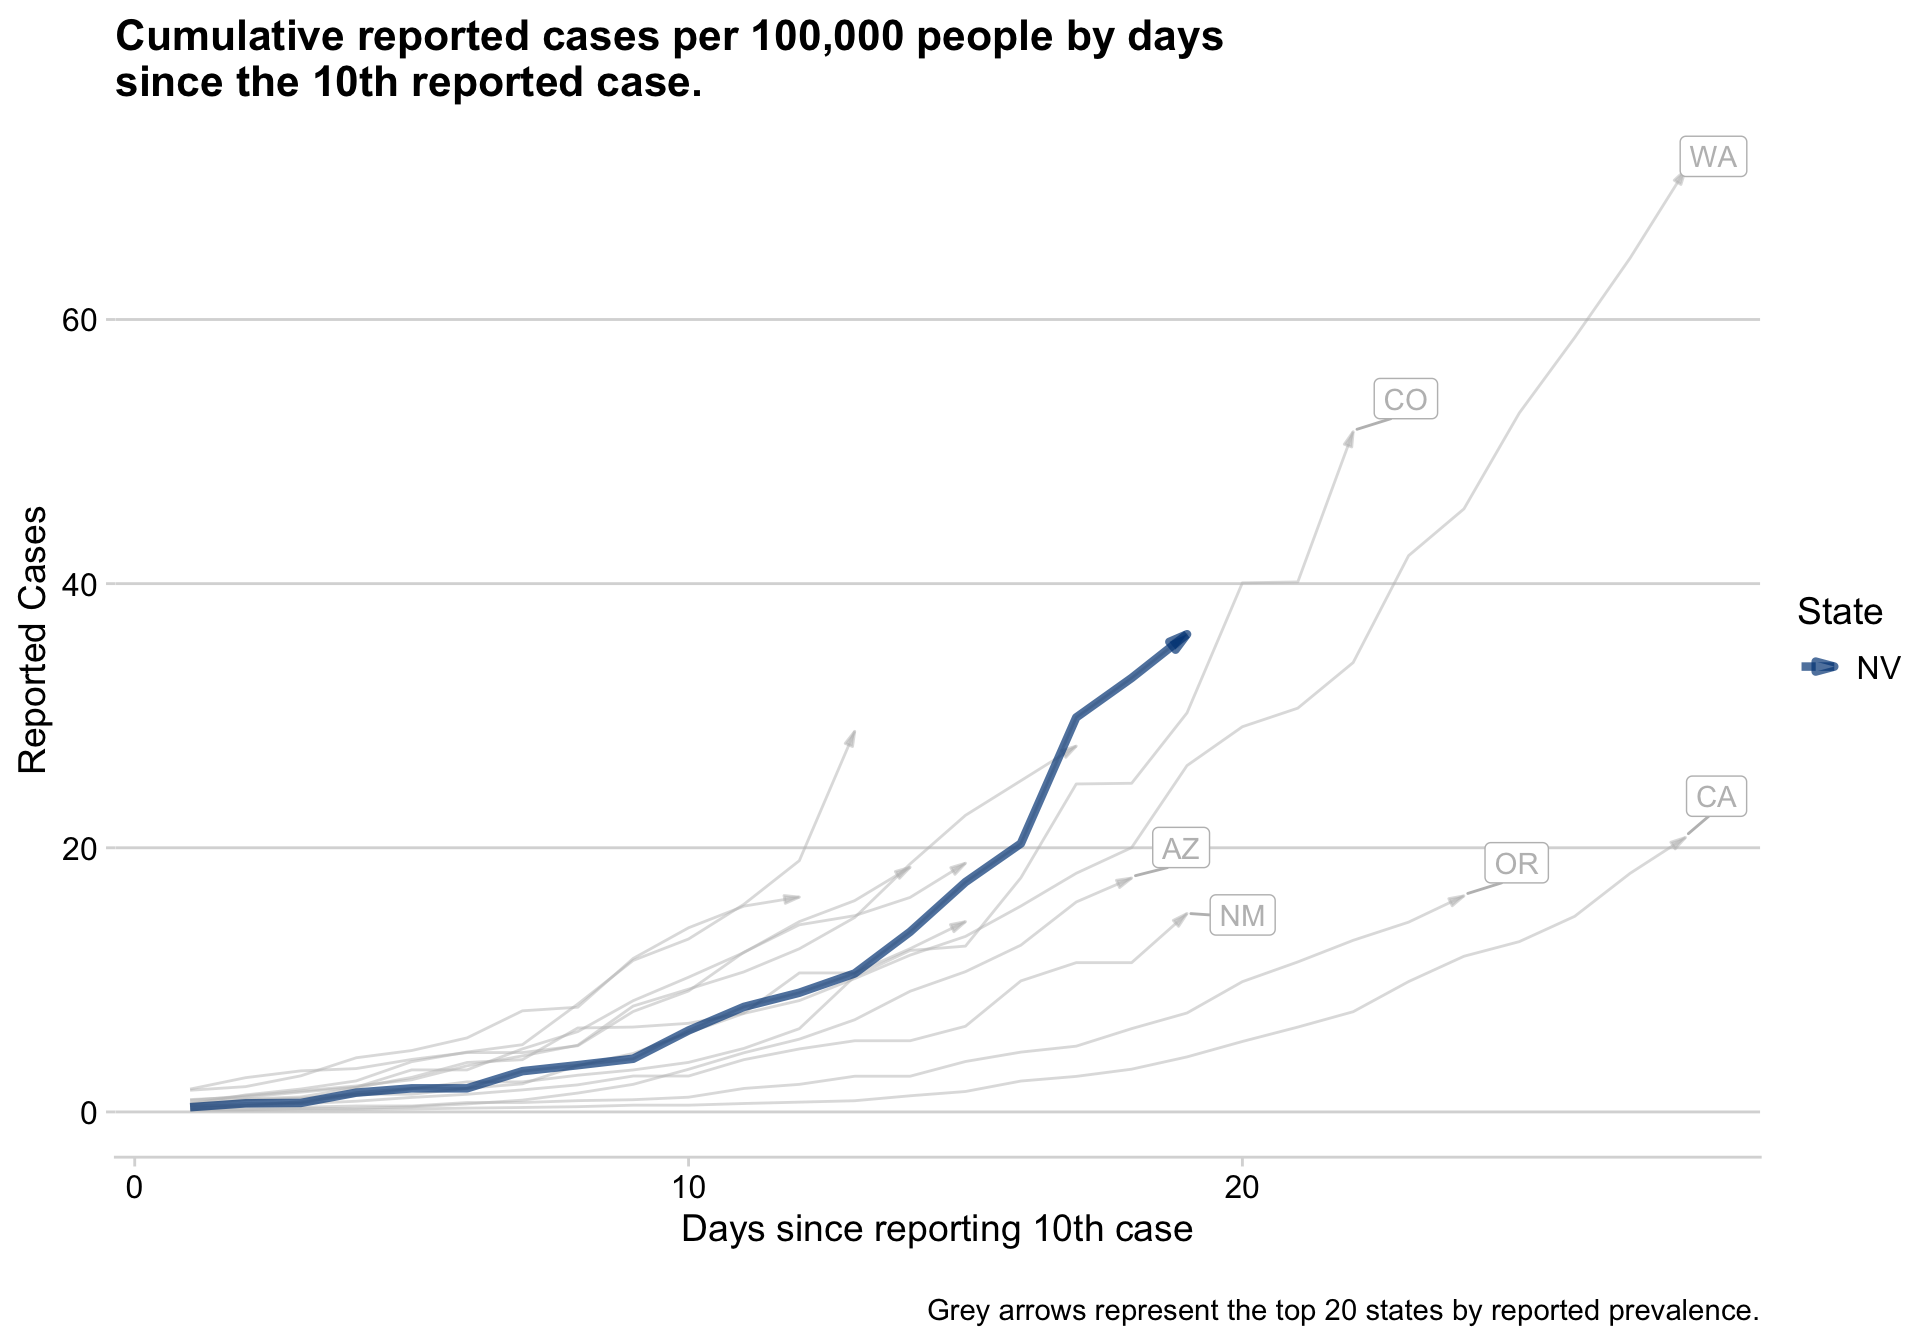 Cumulative reported cases per 100,000 people by days
since the 10th reported case.
WA
60
CO
Reported Cases
40
State
NV
CA
20
AZ
OR
NM
0
0 10 20
Days since reporting 10th case
Grey arrows represent the top 20 states by reported prevalence.